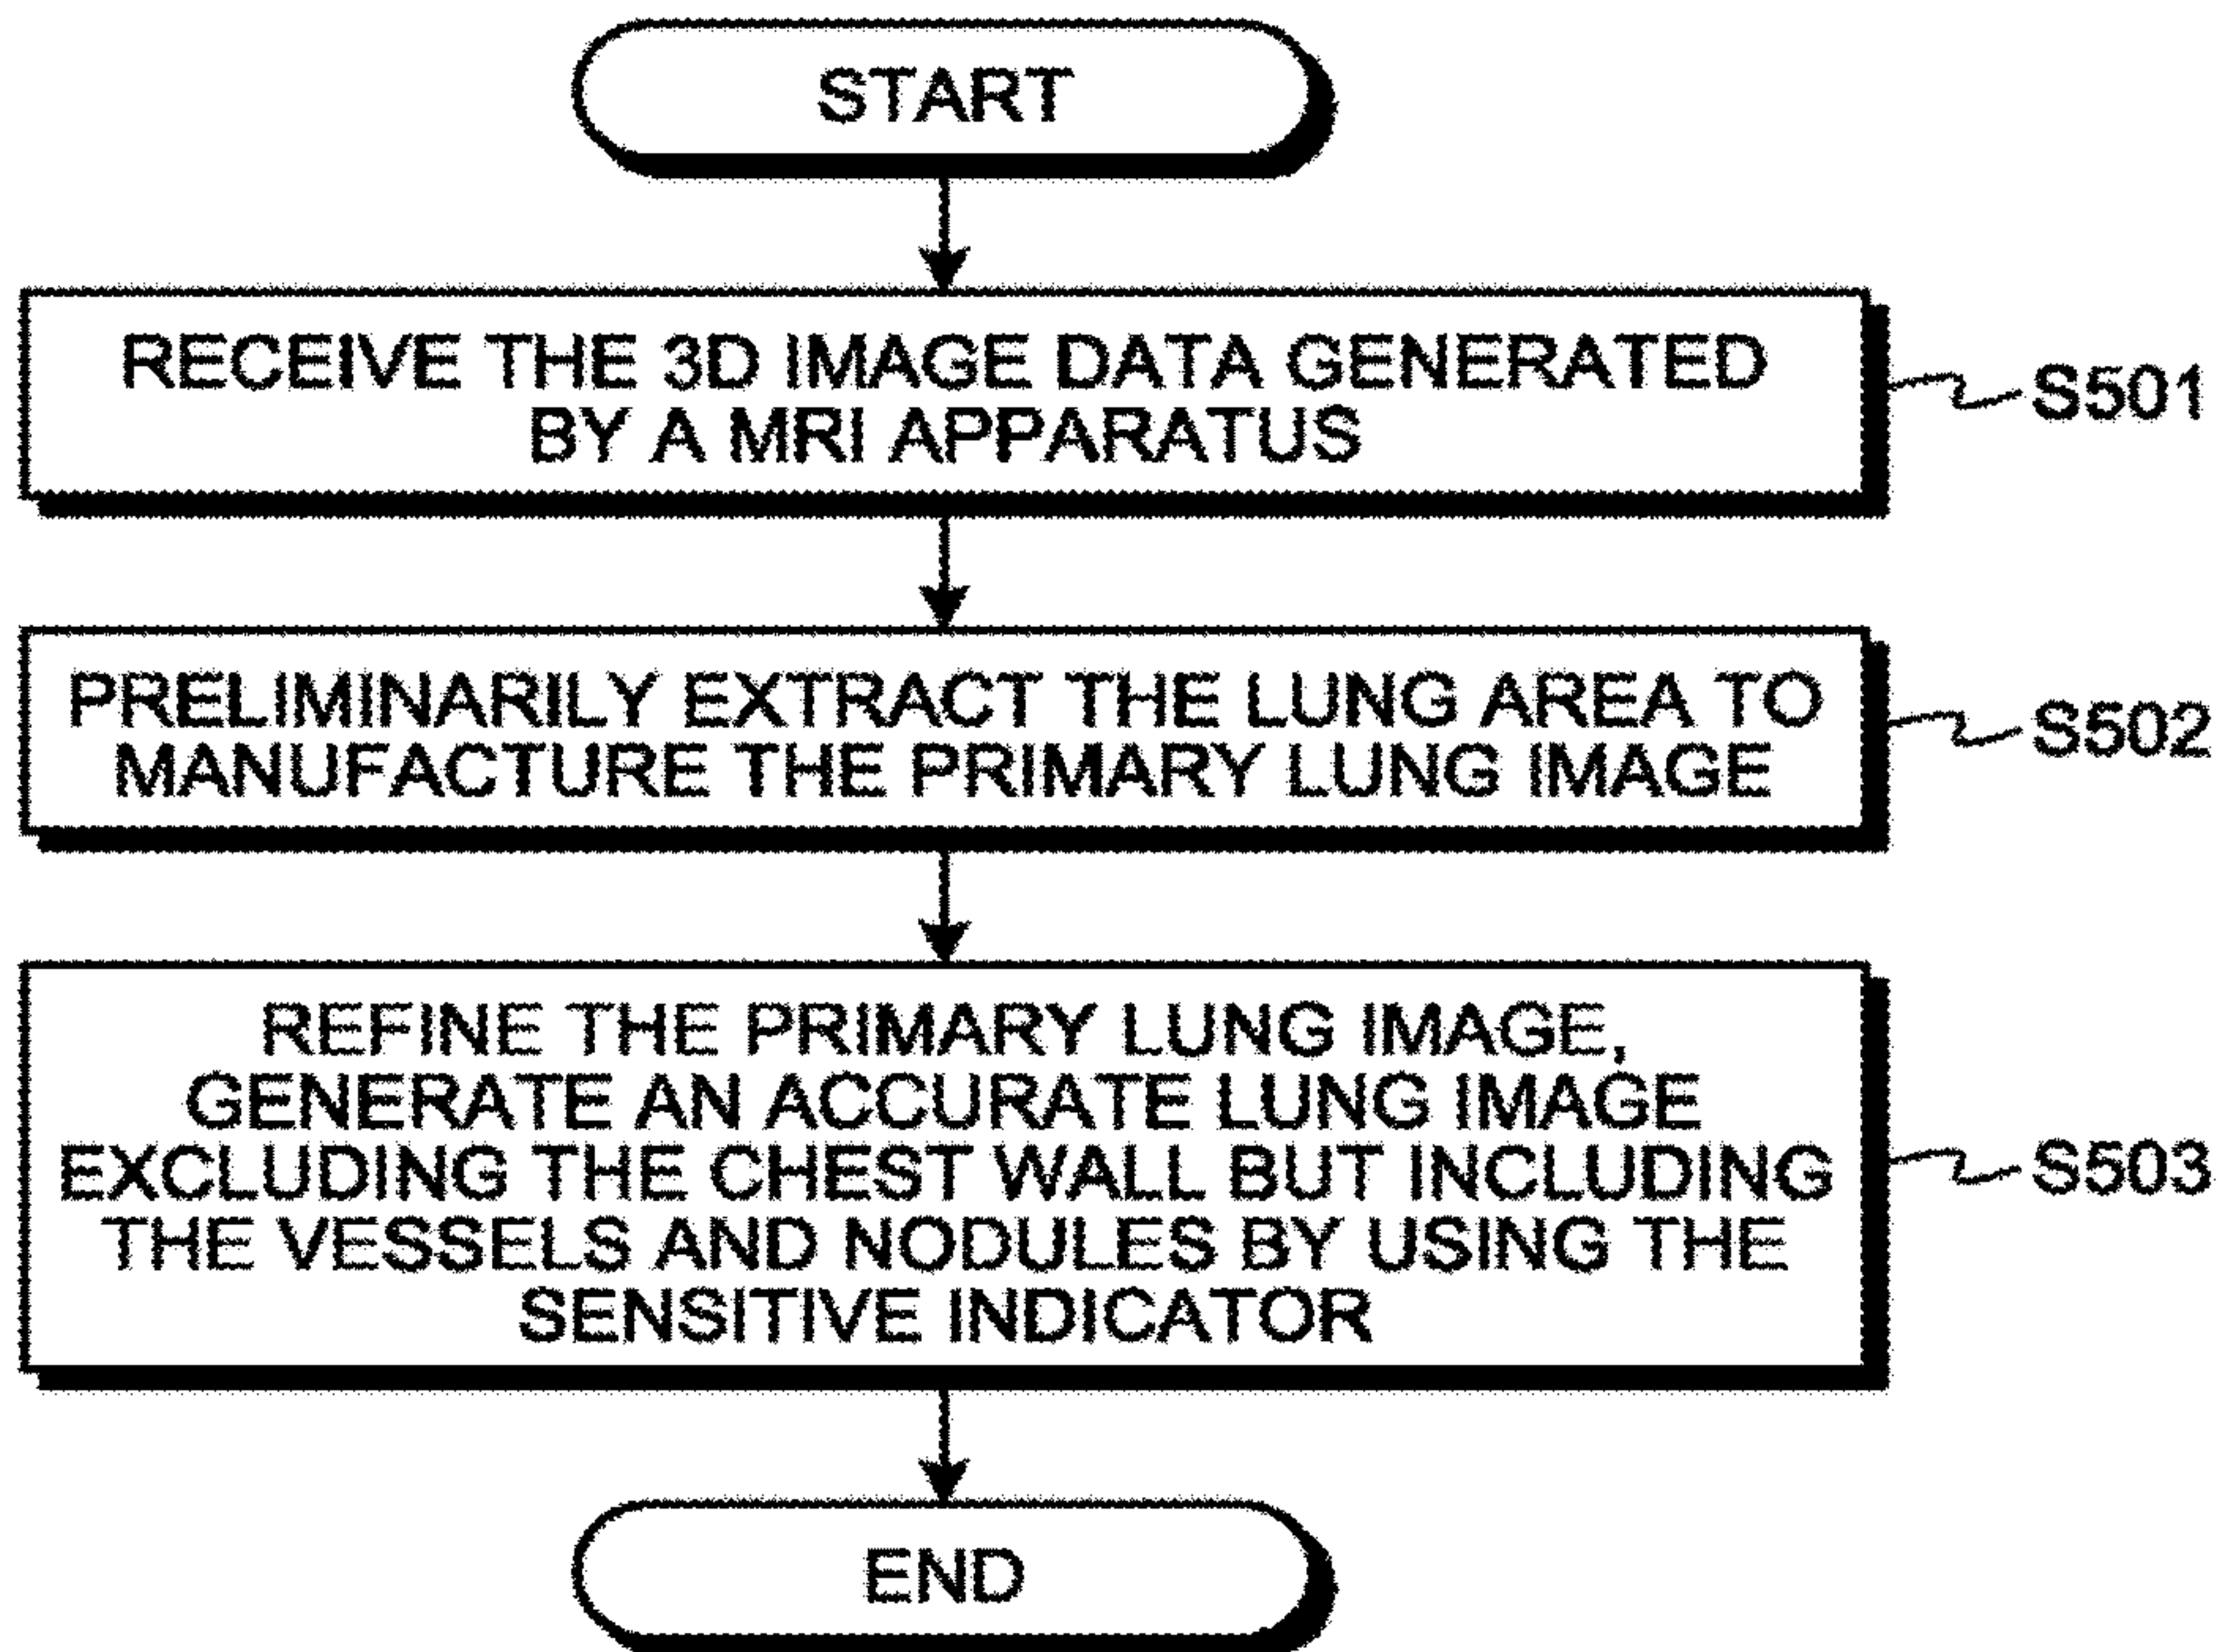 START
RECEIVE THE 3D IMAGE DATA GENERATED
BY A MRI APPARATUS
S501
PRELIMINARILY EXTRACT THE LUNG AREA TO
MANUFACTURE THE PRIMARY LUNG IMAGE
S502
REFINE THE PRIMARY LUNG IMAGE,
GENERATE AN ACCURATE LUNG IMAGE
EXCLUDING THE CHEST WALL BUT INCLUDING
THE VESSELS AND NODULES BY USING THE
SENSITIVE INDICATOR
S503
END